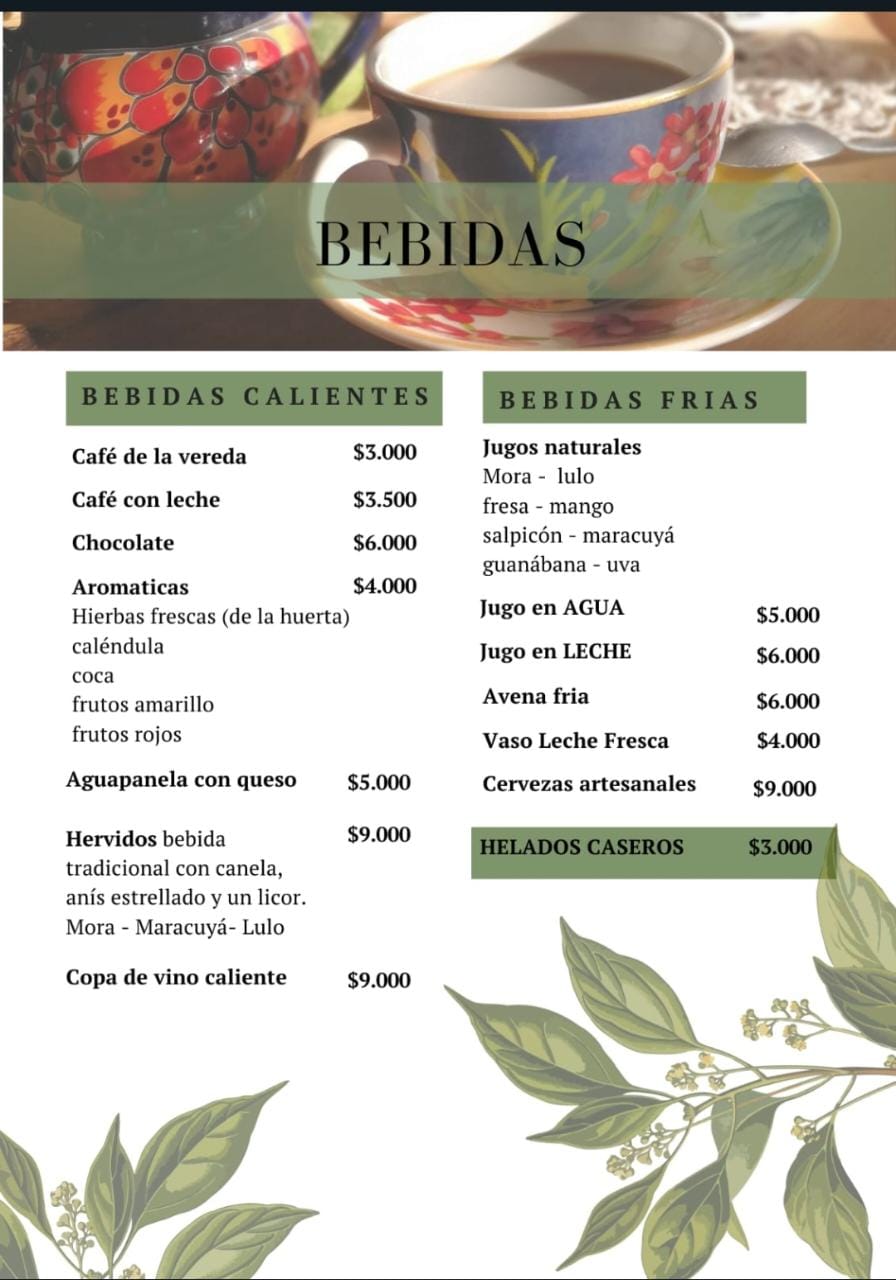 BEBIDAS
BEBIDAS CALIENTES
Café de la vereda $3.000
Café con leche $3.500
Chocolate $6.000
Aromaticas $4.000
Hierbas frescas (de la huerta)
caléndula
coca
frutos amarillo
frutos rojos
Aguapanela con queso $5.000
Hervidos bebida $9.000
tradicional con canela,
anís estrellado y un licor.
Mora - Maracuyá- Lulo
Copa de vino caliente $9.000
BEBIDAS FRIAS
Jugos naturales
Mora - lulo
fresa - mango
salpicón - maracuyá
guanábana - uva
Jugo en AGUA $5.000
Jugo en LECHE $6.000
Avena fria $6.000
Vaso Leche Fresca $4.000
Cervezas artesanales $9.000
HELADOS CASEROS $3.000